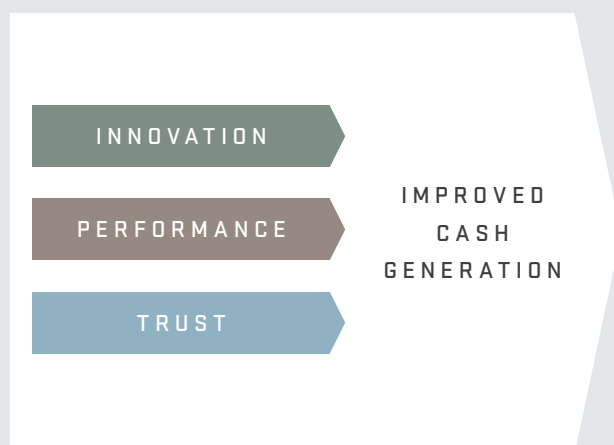 INNOVATION
PERFORMANCE
TRUST
IMPROVED
CASH
GENERATION